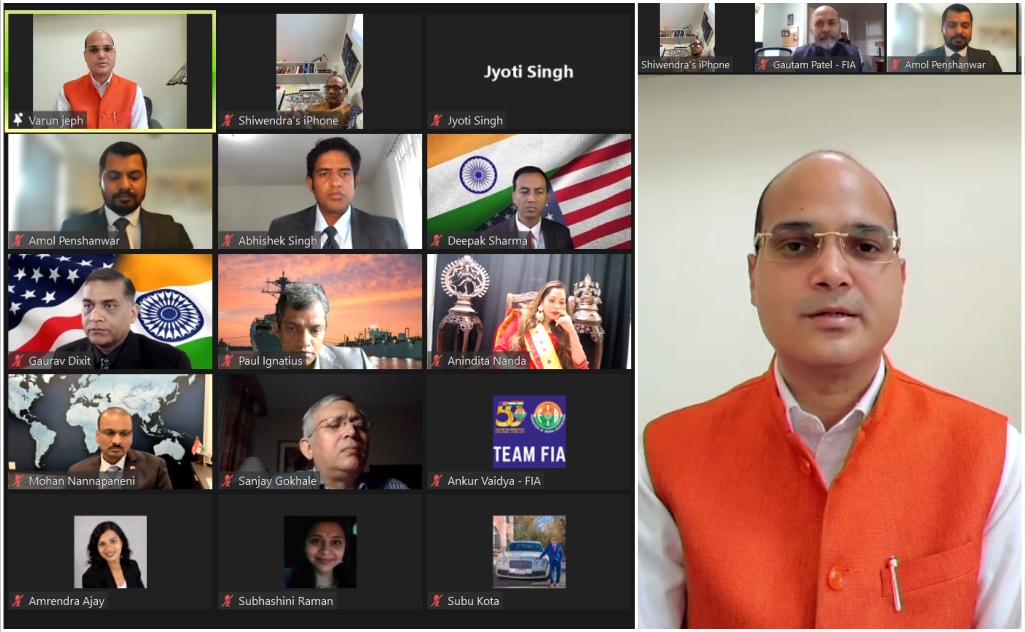 Varun jeph
Shiwendra's iPhone
Jyoti Singh
Jyoti Singh
Amol Penshanwar
Abhishek Singh
Deepak Sharma
Gaurav Dixit
Paul Ignatius
Anindita Nanda
Mohan Nannapaneni
Sanjay Gokhale
TEAM FIA
Ankur Vaidya - FIA
Amrendra Ajay
Subhashini Raman
Subu Kota
Shiwendra's iPhone
Gautam Patel - FIA
Amol Penshanwar